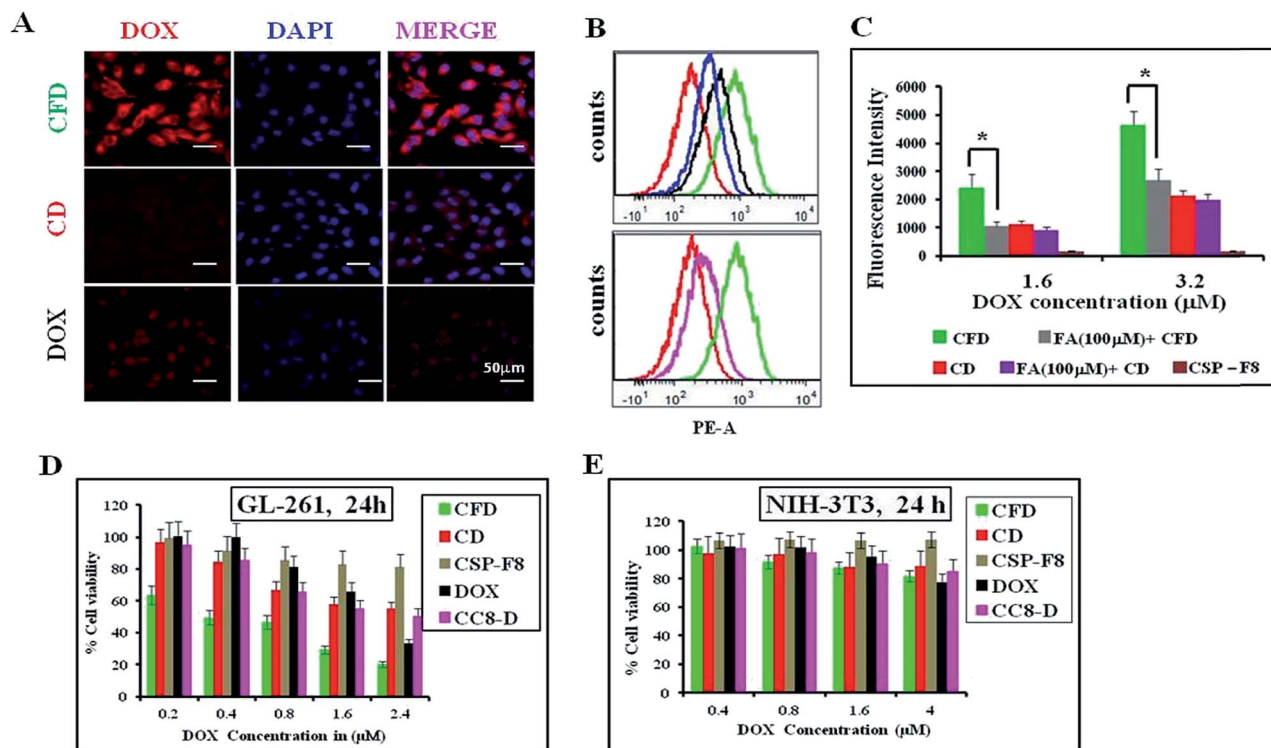 A
DOX DAPI MERGE
CFD
CD
DOX
50μm
B
counts
-10¹ 10² 10³ 10⁴
counts
-10¹ 10² 10³ 10⁴
PE-A
C
Fluorescence Intensity
6000
5000
4000
3000
2000
1000
0
* *
1.6 3.2
DOX concentration (μM)
CFD FA(100μM)+ CFD
CD FA(100μM)+ CD CSP – F8
D
GL-261, 24h
% Cell viability
120
100
80
60
40
20
0
0.2 0.4 0.8 1.6 2.4
DOX Concentration in (μM)
CFD
CD
CSP-F8
DOX
CC8-D
E
NIH-3T3, 24 h
% Cell viability
120
100
80
60
40
20
0
0.4 0.8 1.6 4
DOX Concentration (μM)
CFD
CD
CSP-F8
DOX
CC8-D